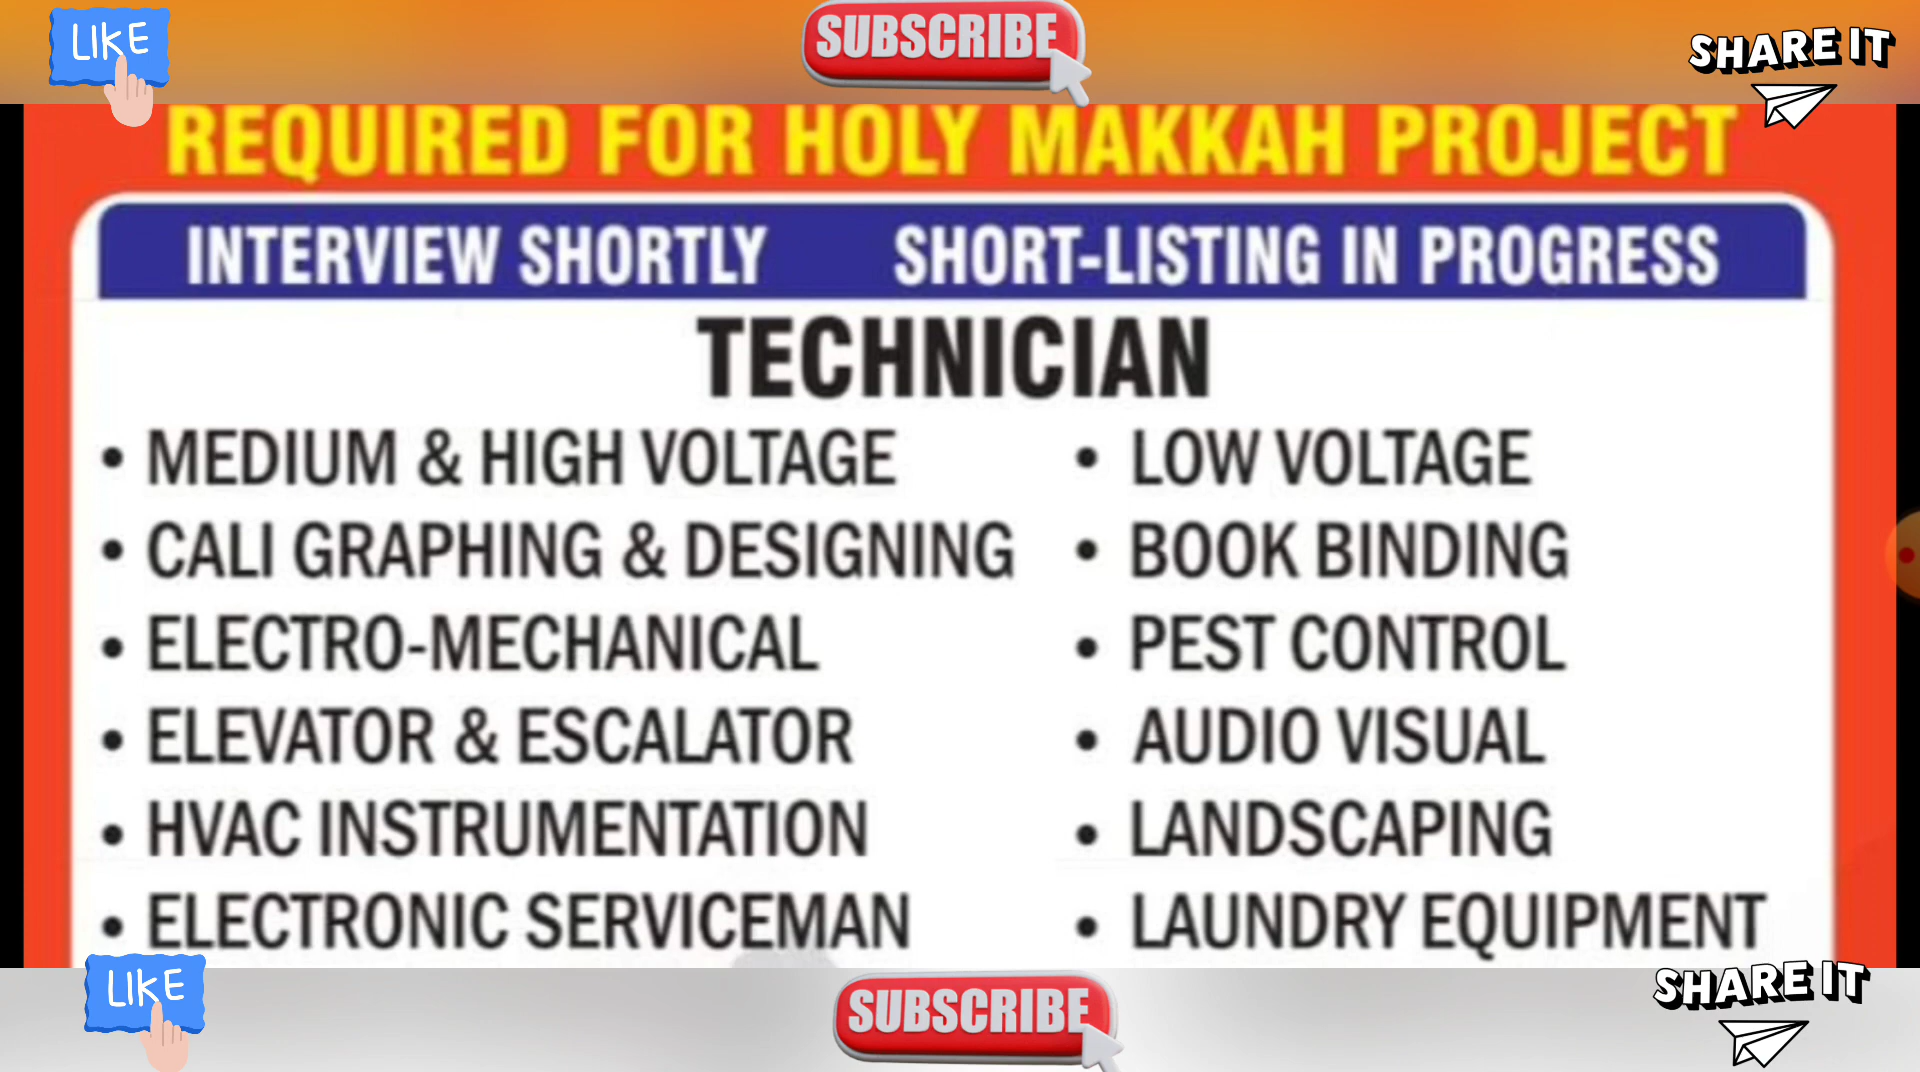 LIKE
SUBSCRIBE
SHARE IT
REQUIRED FOR HOLY MAKKAH PROJECT
INTERVIEW SHORTLY SHORT-LISTING IN PROGRESS
TECHNICIAN
• MEDIUM & HIGH VOLTAGE
• LOW VOLTAGE
• CALI GRAPHING & DESIGNING
• BOOK BINDING
• ELECTRO-MECHANICAL
• PEST CONTROL
• ELEVATOR & ESCALATOR
• AUDIO VISUAL
• HVAC INSTRUMENTATION
• LANDSCAPING
• ELECTRONIC SERVICEMAN
• LAUNDRY EQUIPMENT
LIKE
SUBSCRIBE
SHARE IT